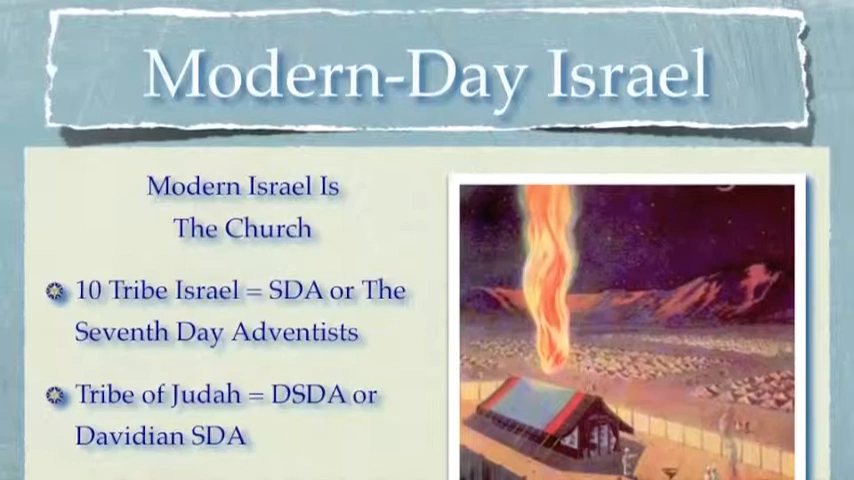 Modern-Day Israel
Modern Israel Is
The Church
10 Tribe Israel = SDA or The
Seventh Day Adventists
Tribe of Judah = DSDA or
Davidian SDA